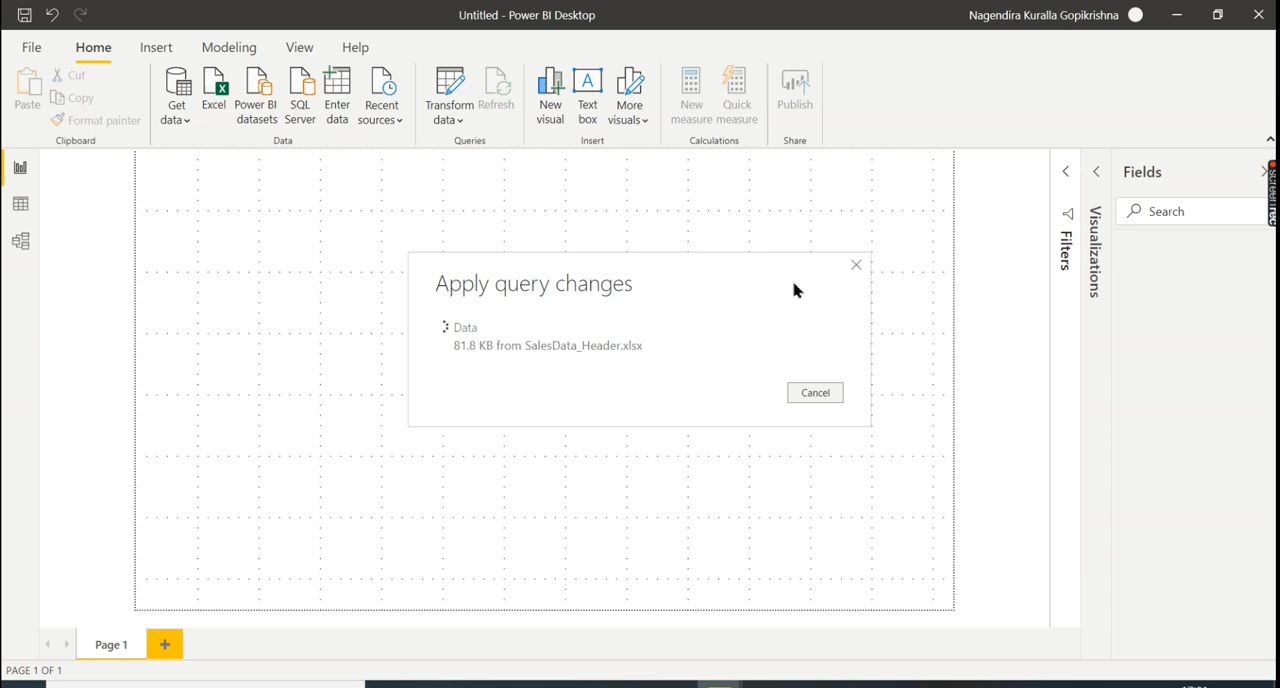 Untitled - Power BI Desktop
Nagendira Kuralla Gopikrishna
File Home Insert Modeling View Help
Paste
Cut
Copy
Format painter
Clipboard
Get data
Excel
Power BI datasets
SQL Server
Enter data
Recent sources
Data
Transform data
Refresh
Queries
New visual
Text box
More visuals
Insert
New measure
Quick measure
Calculations
Publish
Share
Filters
Visualizations
Fields
Search
screenrec
Apply query changes
Data
81.8 KB from SalesData_Header.xlsx
Cancel
Page 1
PAGE 1 OF 1